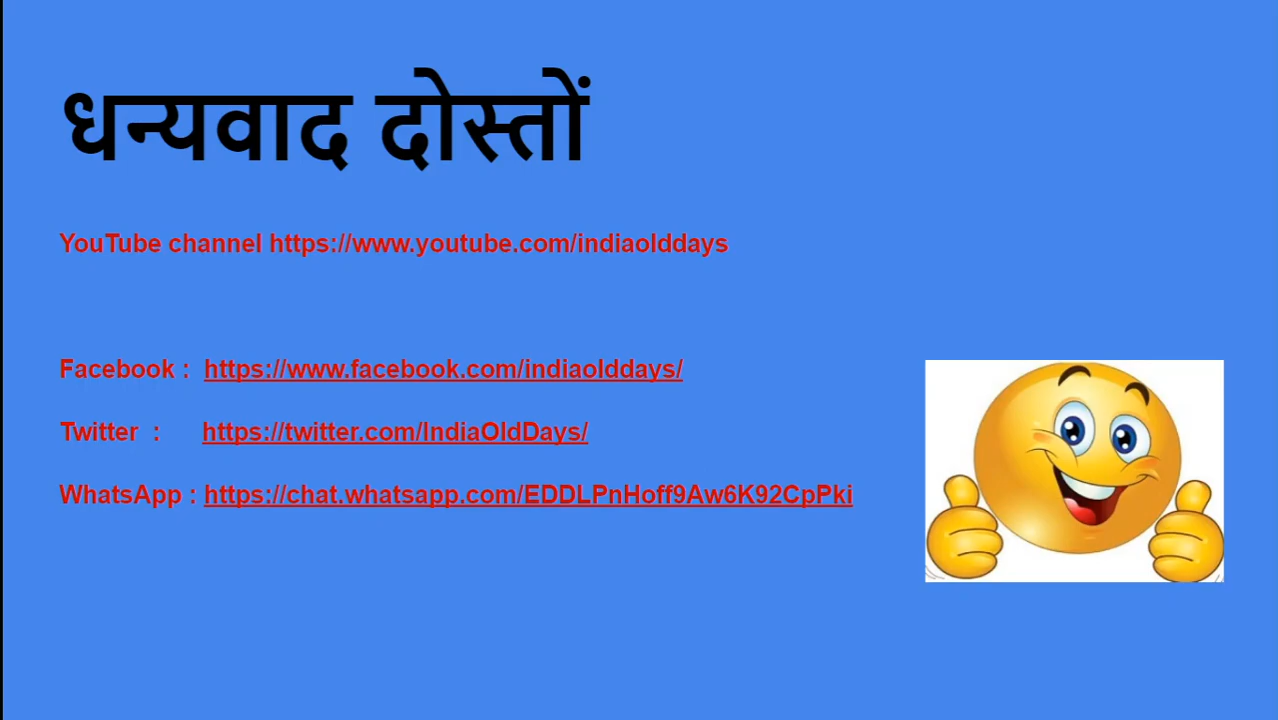 धन्यवाद दोस्तों
YouTube channel https://www.youtube.com/indiaolddays
Facebook : https://www.facebook.com/indiaolddays/
Twitter : https://twitter.com/IndiaOldDays/
WhatsApp : https://chat.whatsapp.com/EDDLPnHoff9Aw6K92CpPki